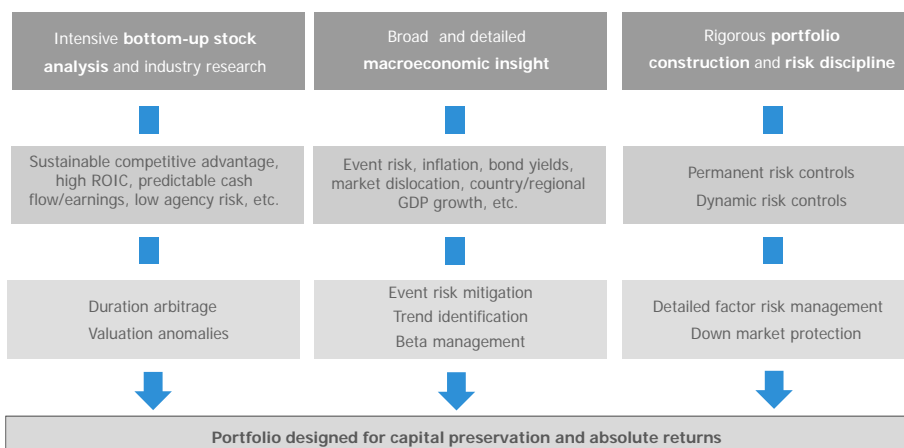 Intensive bottom-up stock
analysis and industry research
Broad and detailed
macroeconomic insight
Rigorous portfolio
construction and risk discipline
Sustainable competitive advantage,
high ROIC, predictable cash
flow/earnings, low agency risk, etc.
Event risk, inflation, bond yields,
market dislocation, country/regional
GDP growth, etc.
Permanent risk controls
Dynamic risk controls
Duration arbitrage
Valuation anomalies
Event risk mitigation
Trend identification
Beta management
Detailed factor risk management
Down market protection
Portfolio designed for capital preservation and absolute returns